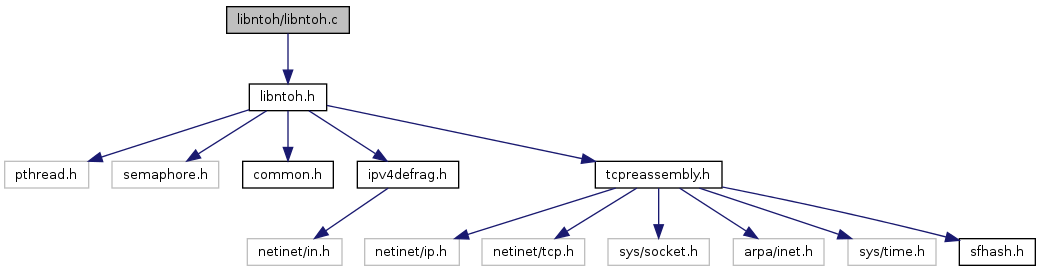 libntoh/libntoh.c
libntoh.h
pthread.h
semaphore.h
common.h
ipv4defrag.h
tcpreassembly.h
netinet/in.h
netinet/ip.h
netinet/tcp.h
sys/socket.h
arpa/inet.h
sys/time.h
sfhash.h